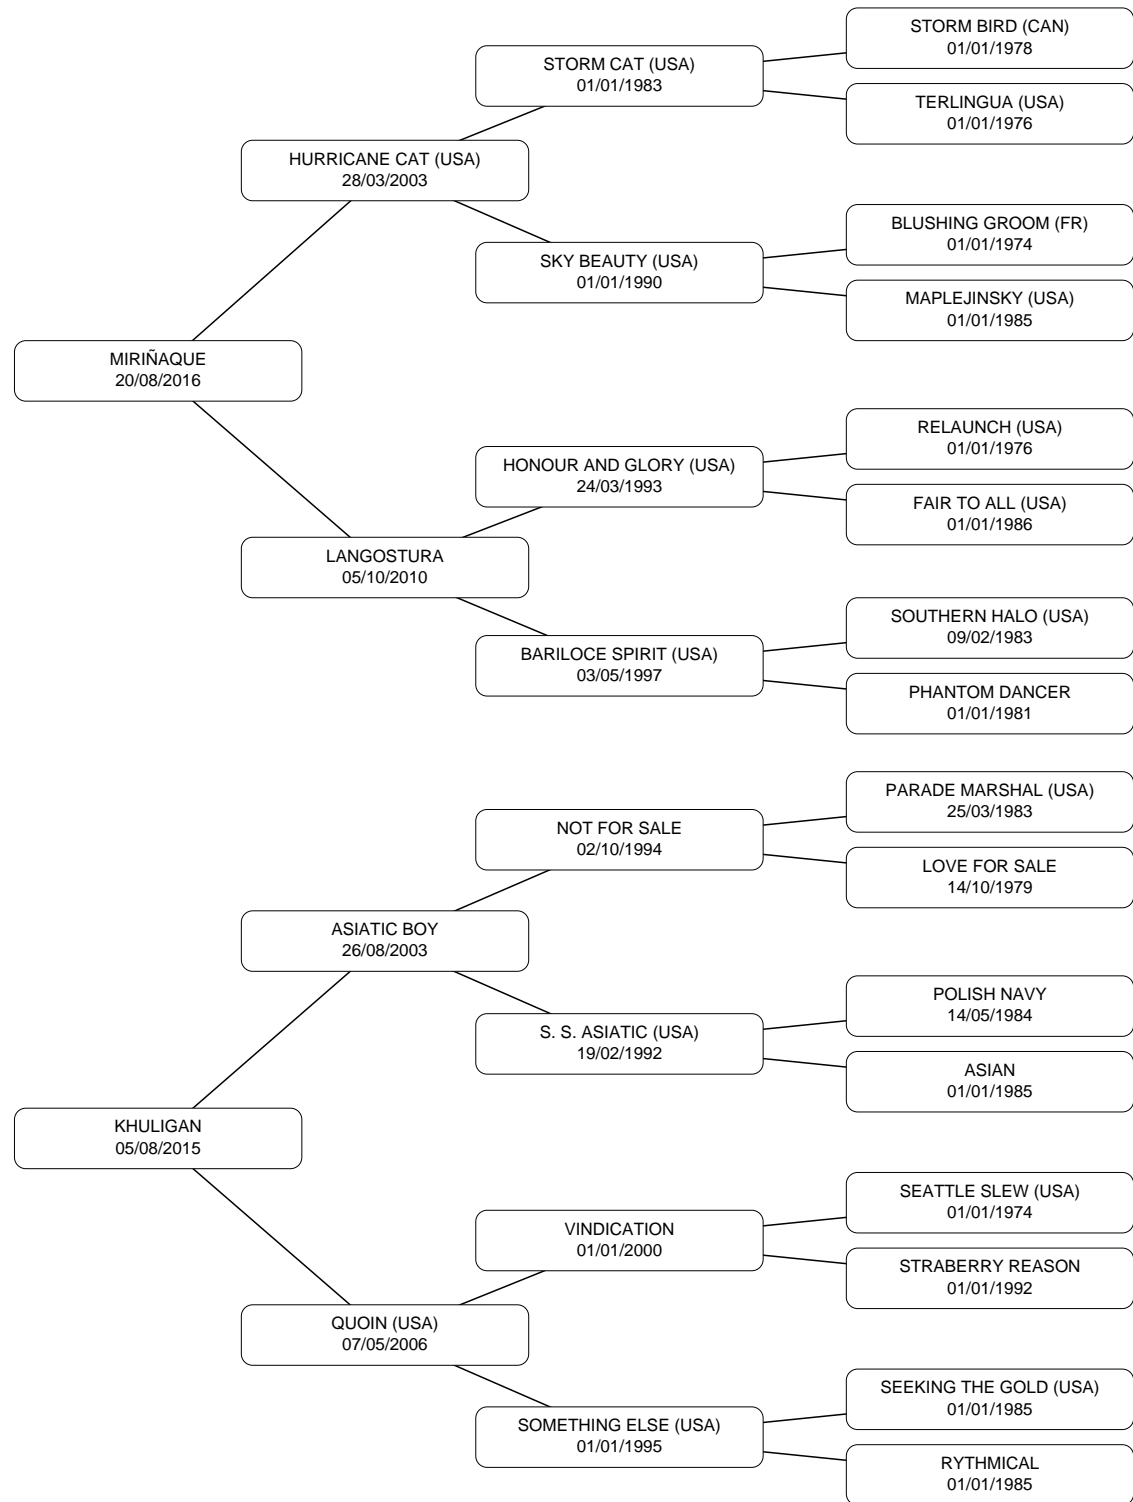 STORM BIRD (CAN)
01/01/1978
STORM CAT (USA)
01/01/1983
TERLINGUA (USA)
01/01/1976
HURRICANE CAT (USA)
28/03/2003
BLUSHING GROOM (FR)
01/01/1974
SKY BEAUTY (USA)
01/01/1990
MAPLEJINSKY (USA)
01/01/1985
MIRIÑAQUE
20/08/2016
RELAUNCH (USA)
01/01/1976
HONOUR AND GLORY (USA)
24/03/1993
FAIR TO ALL (USA)
01/01/1986
LANGOSTURA
05/10/2010
SOUTHERN HALO (USA)
09/02/1983
BARILOCE SPIRIT (USA)
03/05/1997
PHANTOM DANCER
01/01/1981
PARADE MARSHAL (USA)
25/03/1983
NOT FOR SALE
02/10/1994
LOVE FOR SALE
14/10/1979
ASIATIC BOY
26/08/2003
POLISH NAVY
14/05/1984
S. S. ASIATIC (USA)
19/02/1992
ASIAN
01/01/1985
KHULIGAN
05/08/2015
SEATTLE SLEW (USA)
01/01/1974
VINDICATION
01/01/2000
STRABERRY REASON
01/01/1992
QUOIN (USA)
07/05/2006
SEEKING THE GOLD (USA)
01/01/1985
SOMETHING ELSE (USA)
01/01/1995
RYTHMICAL
01/01/1985